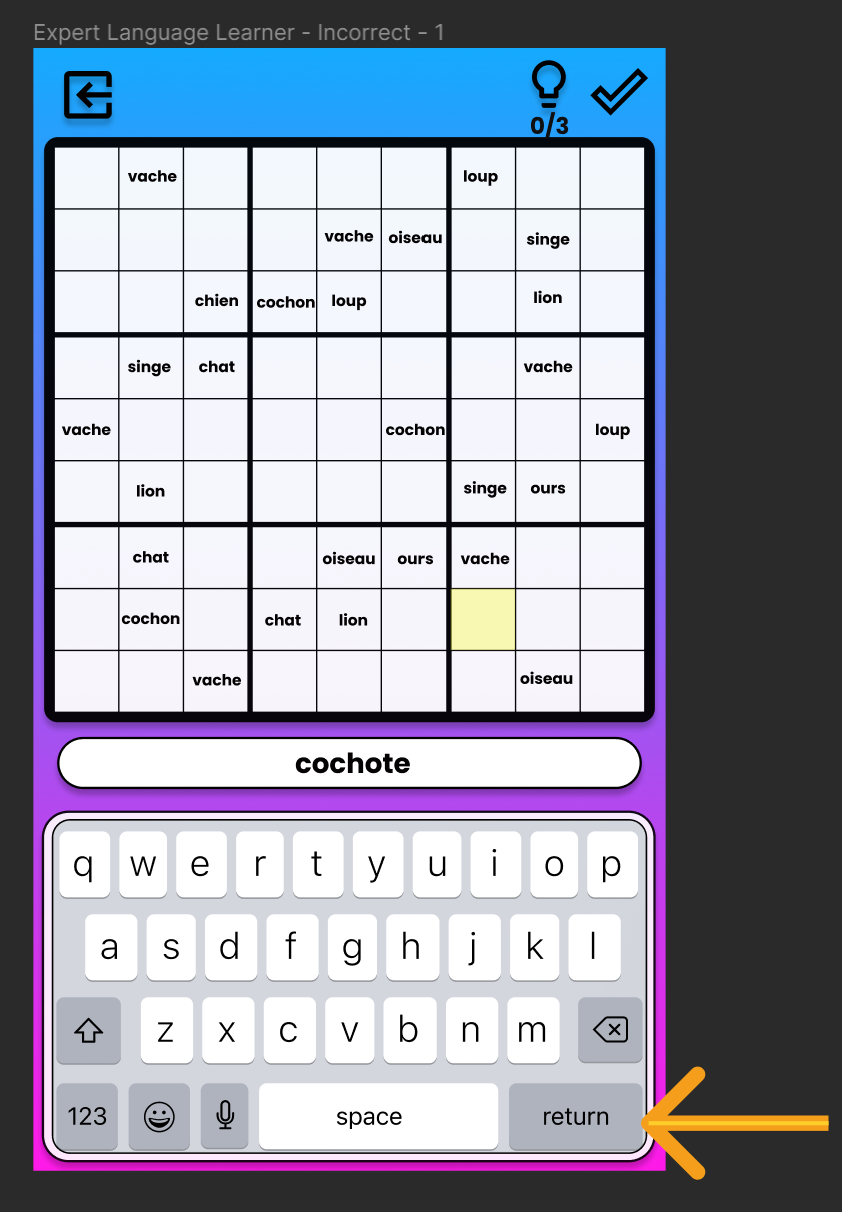 Expert Language Learner - Incorrect - 1
0/3
vache loup
vache oiseau singe
chien cochon loup lion
singe chat vache
vache cochon loup
lion singe ours
chat oiseau ours vache
cochon chat lion
vache oiseau
cochote
q w e r t y u i o p
a s d f g h j k l
z x c v b n m
123 space return